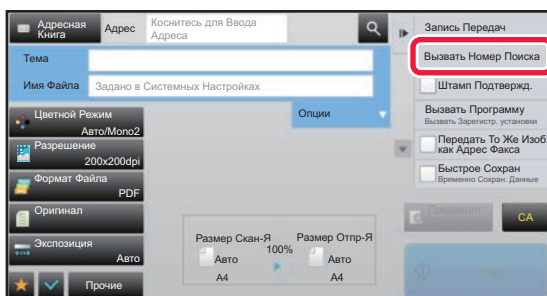 Адресная
Книга
Адрес
Коснитесь для Ввода
Адреса
Тема
Имя Файла
Задано в Системных Настройках
Цветной Режим
Авто/Mono2
Разрешение
200x200dpi
Формат Файла
PDF
Оригинал
Экспозиция
Авто
Прочие
Опции
Размер Скан-Я
100%
Размер Отпр-Я
Авто
A4
Авто
A4
Запись Передач
Вызвать Номер Поиска
Штамп Подтвержд.
Вызвать Программу
Вызвать Зарегистр. установки
Передать То Же Изоб
как Адрес Факса
Быстрое Сохран
Временно Сохран. Данные
Предварит.
CA
Старт